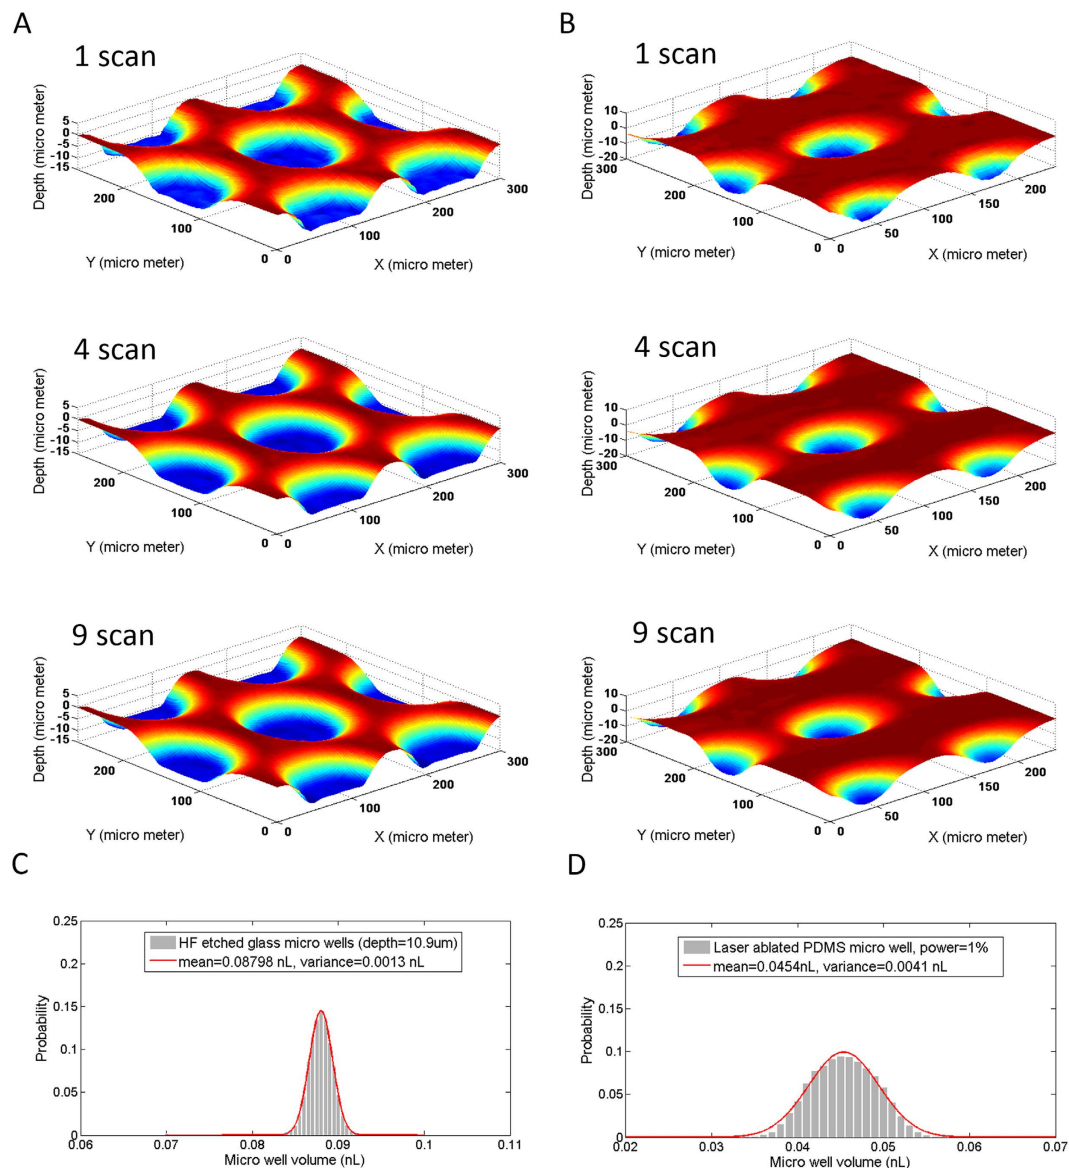 A
B
1 scan
1 scan
Depth (micro meter)
5
0
-5
-10
-15
200
100
0
Y (micro meter)
0
100
200
300
X (micro meter)
Depth (micro meter)
10
0
-10
-20
300
200
100
0
Y (micro meter)
0
50
100
150
200
X (micro meter)
4 scan
4 scan
Depth (micro meter)
5
0
-5
-10
-15
200
100
0
Y (micro meter)
0
100
200
300
X (micro meter)
Depth (micro meter)
10
0
-10
-20
300
200
100
0
Y (micro meter)
0
50
100
150
200
X (micro meter)
9 scan
9 scan
Depth (micro meter)
5
0
-5
-10
-15
200
100
0
Y (micro meter)
0
100
200
300
X (micro meter)
Depth (micro meter)
10
0
-10
-20
300
200
100
0
Y (micro meter)
0
50
100
150
200
X (micro meter)
C
D
HF etched glass micro wells (depth=10.9um)
mean=0.08798 nL, variance=0.0013 nL
Probability
0.25
0.2
0.15
0.1
0.05
0
0.06
0.07
0.08
0.09
0.1
0.11
Micro well volume (nL)
Laser ablated PDMS micro well, power=1%
mean=0.0454nL, variance=0.0041 nL
Probability
0.25
0.2
0.15
0.1
0.05
0
0.02
0.03
0.04
0.05
0.06
0.07
Micro well volume (nL)